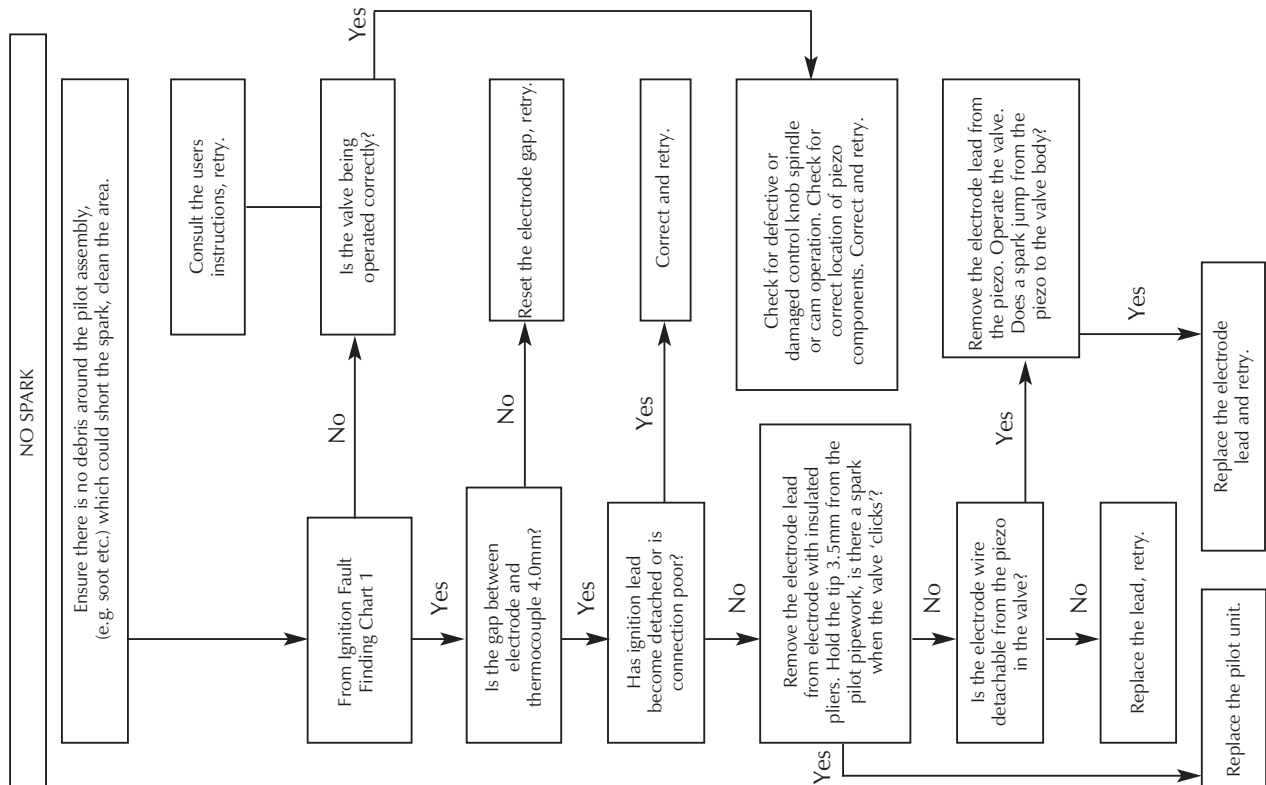 NO SPARK
Ensure there is no debris around the pilot assembly,
(e.g. soot etc.) which could short the spark, clean the area.
Consult the users
instructions, retry.
From Ignition Fault
Finding Chart 1
No
Is the valve being
operated correctly?
Yes
Yes
Is the gap between
electrode and
thermocouple 4.0mm?
No
Reset the electrode gap, retry.
Yes
Has ignition lead
become detached or is
connection poor?
Yes
Correct and retry.
No
Check for defective or
damaged control knob spindle
or cam operation. Check for
correct location of piezo
components. Correct and retry.
Remove the electrode lead
from electrode with insulated
pliers. Hold the tip 3.5mm from the
pilot pipework, is there a spark
when the valve 'clicks'?
Yes
No
Is the electrode wire
detachable from the piezo
in the valve?
Yes
Remove the electrode lead from
the piezo. Operate the valve.
Does a spark jump from the
piezo to the valve body?
No
Yes
Replace the lead, retry.
Replace the pilot unit.
Replace the electrode
lead and retry.